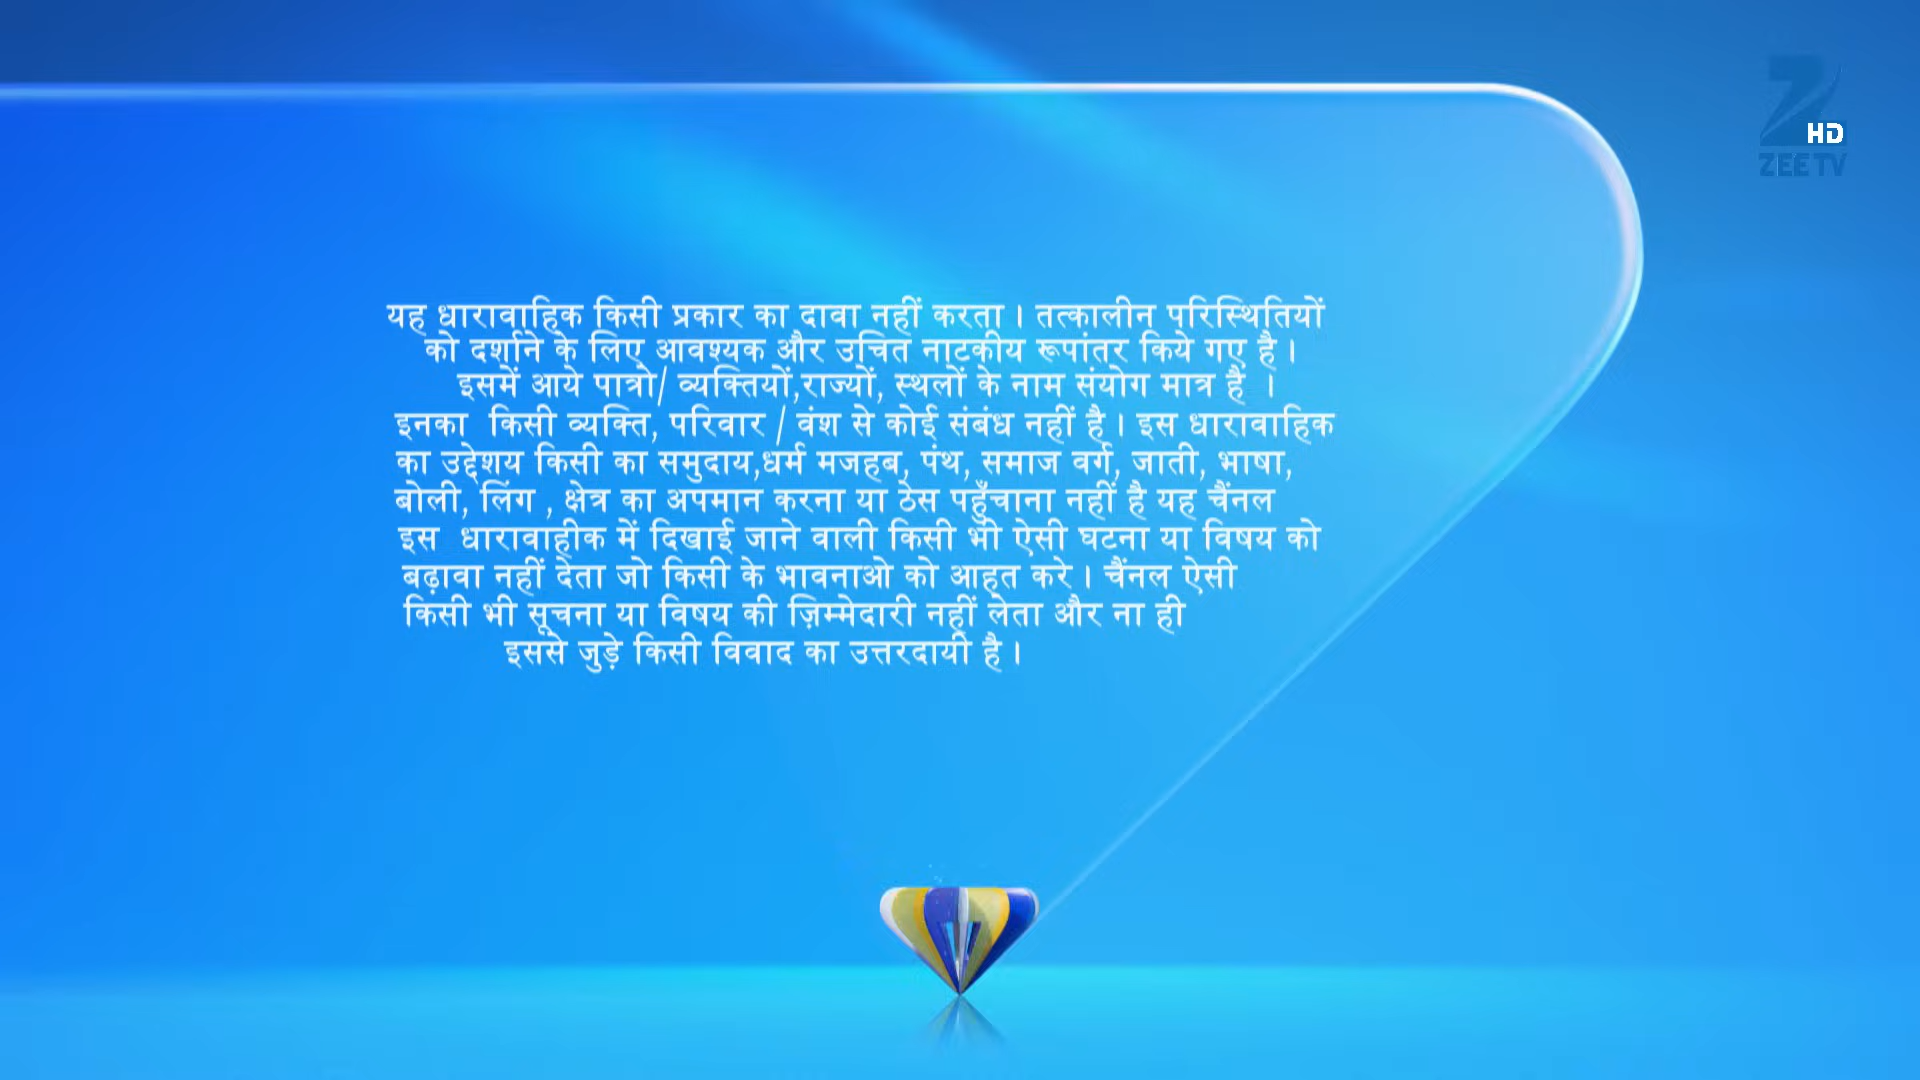 HD
ZEE TV
यह धारावाहिक किसी प्रकार का दावा नहीं करता । तत्कालीन परिस्थितियों
को दर्शाने के लिए आवश्यक और उचित नाटकीय रूपांतर किये गए है ।
इसमें आये पात्रो/ व्यक्तियों,राज्यों, स्थलों के नाम संयोग मात्र हैं ।
इनका किसी व्यक्ति, परिवार / वंश से कोई संबंध नहीं है । इस धारावाहिक
का उद्देशय किसी का समुदाय,धर्म मजहब, पंथ, समाज वर्ग, जाती, भाषा,
बोली, लिंग , क्षेत्र का अपमान करना या ठेस पहुँचाना नहीं है यह चैंनल
इस धारावाहीक में दिखाई जाने वाली किसी भी ऐसी घटना या विषय को
बढ़ावा नहीं देता जो किसी के भावनाओ को आहत करे । चैंनल ऐसी
किसी भी सूचना या विषय की ज़िम्मेदारी नहीं लेता और ना ही
इससे जुड़े किसी विवाद का उत्तरदायी है ।